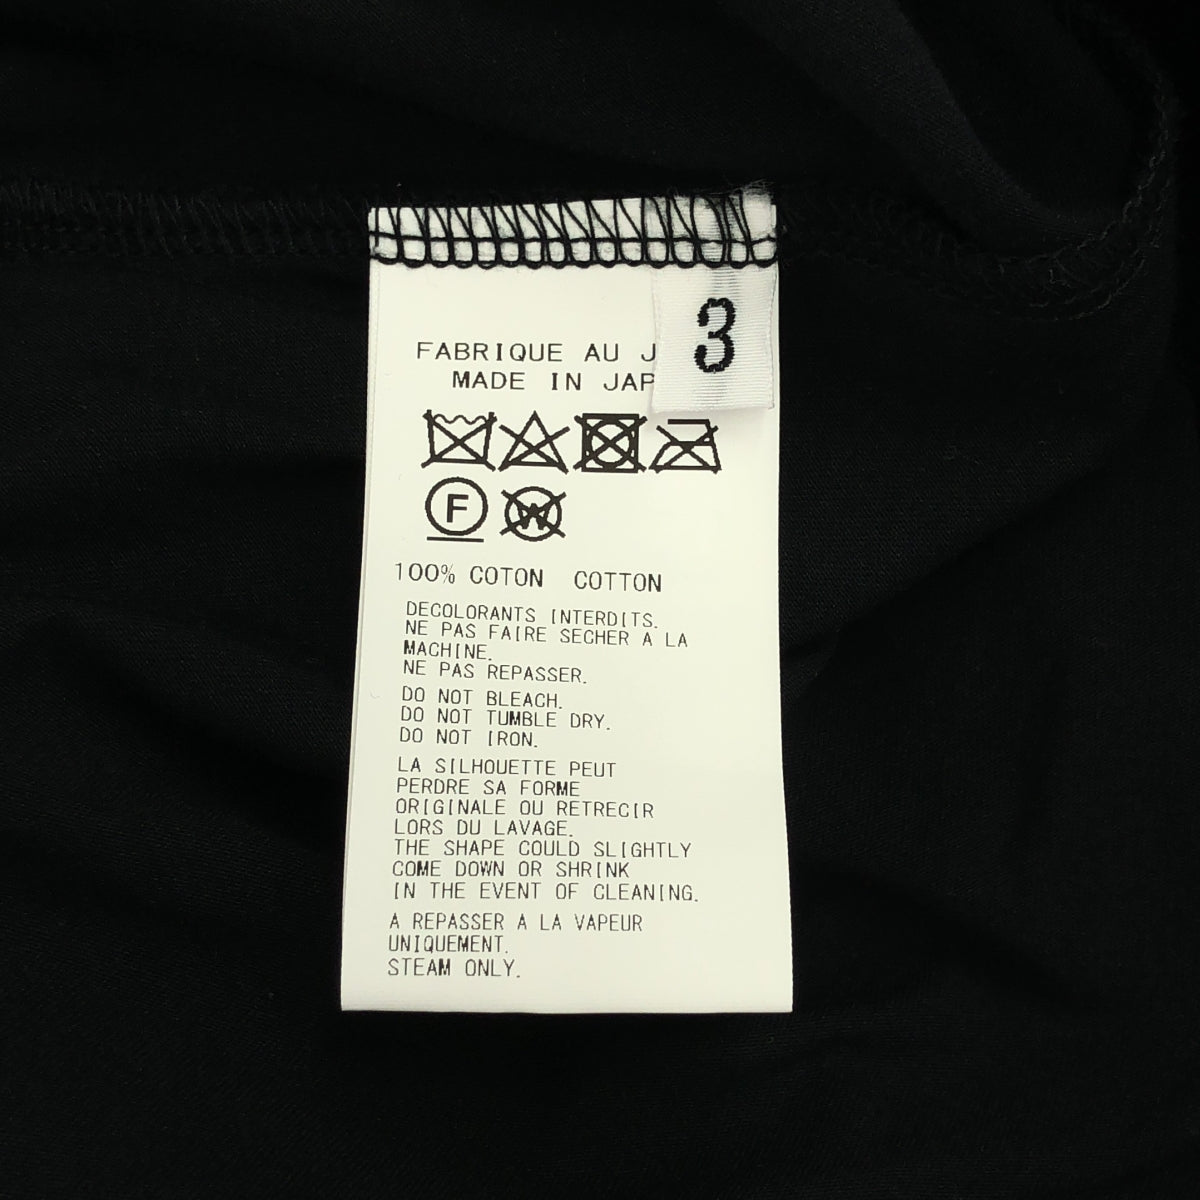 3
FABRIQUE AU
MADE IN
F
W
100% COTON COTTON
DECOLORANTS INTERDITS.
NE PAS FAIRE SECHER A LA
MACHINE.
NE PAS REPASSER.
DO NOT BLEACH.
DO NOT TUMBLE DRY.
DO NOT IRON.
LA SILHOUETTE PEUT
PERDRE SA FORME
ORIGINALE OU RETRECIR
LORS DU LAVAGE.
THE SHAPE COULD SLIGHTLY
COME DOWN OR SHRINK
IN THE EVENT OF CLEANING.
A REPASSER A LA VAPEUR
UNIQUEMENT.
STEAM ONLY.